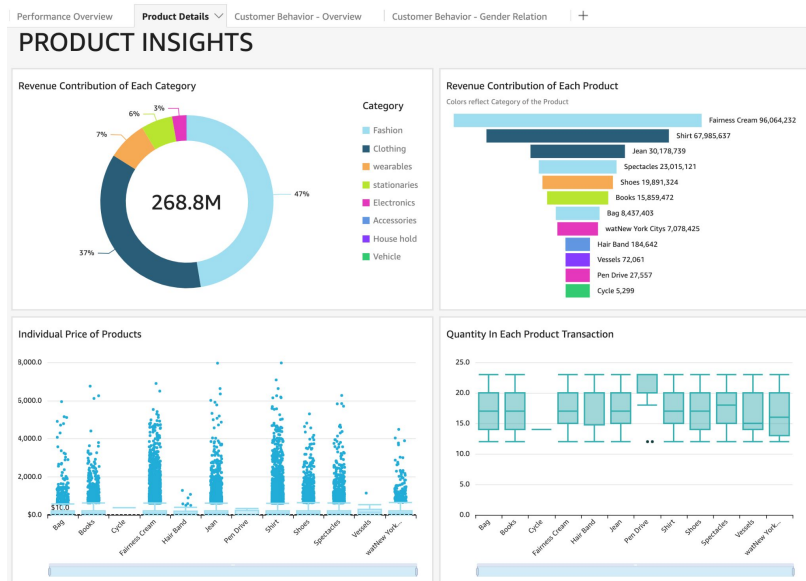 Performance Overview
Product Details
Customer Behavior - Overview
Customer Behavior - Gender Relation
PRODUCT INSIGHTS
Revenue Contribution of Each Category
3%
6%
7%
47%
37%
268.8M
Category
Fashion
Clothing
wearables
stationaries
Electronics
Accessories
House hold
Vehicle
Revenue Contribution of Each Product
Colors reflect Category of the Product
Fairness Cream 96,064,232
Shirt 67,985,637
Jean 30,178,739
Spectacles 23,015,121
Shoes 19,891,324
Books 15,859,472
Bag 8,437,403
watNew York Citys 7,078,425
Hair Band 184,642
Vessels 72,061
Pen Drive 27,557
Cycle 5,299
Individual Price of Products
8,000.0
6,000.0
4,000.0
2,000.0
$0.0
$10.0
Bag
Books
Cycle
Fairness Cream
Hair Band
Jean
Pen Drive
Shirt
Shoes
Spectacles
Vessels
watNew York...
Quantity In Each Product Transaction
25.0
20.0
15.0
10.0
5.0
0.0
Bag
Books
Cycle
Fairness Cream
Hair Band
Jean
Pen Drive
Shirt
Shoes
Spectacles
Vessels
watNew York...